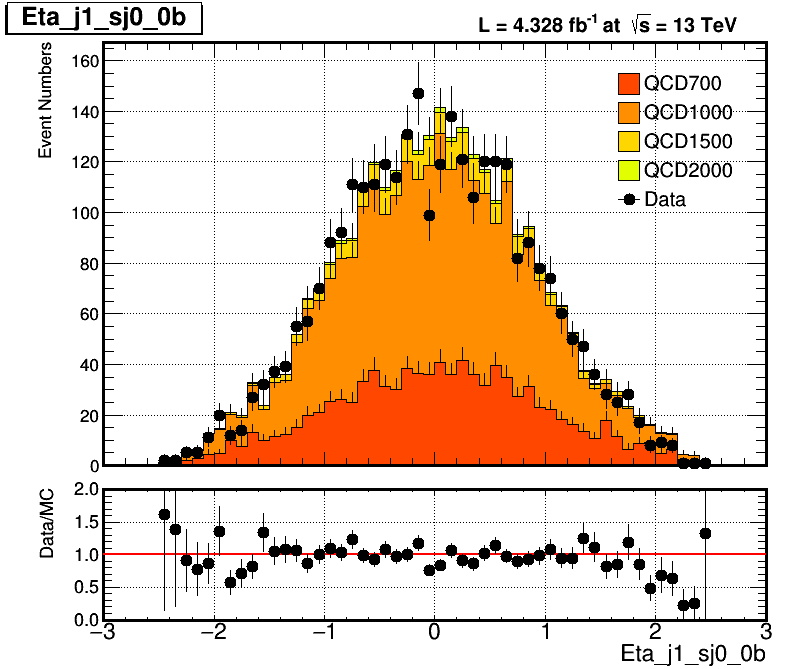 Eta_j1_sj0_0b
L = 4.328 fb-1 at √s = 13 TeV
Event Numbers
160
140
120
100
80
60
40
20
0
QCD700
QCD1000
QCD1500
QCD2000
Data
Data/MC
2.0
1.5
1.0
0.5
0.0
−3 −2 −1 0 1 2 3
Eta_j1_sj0_0b